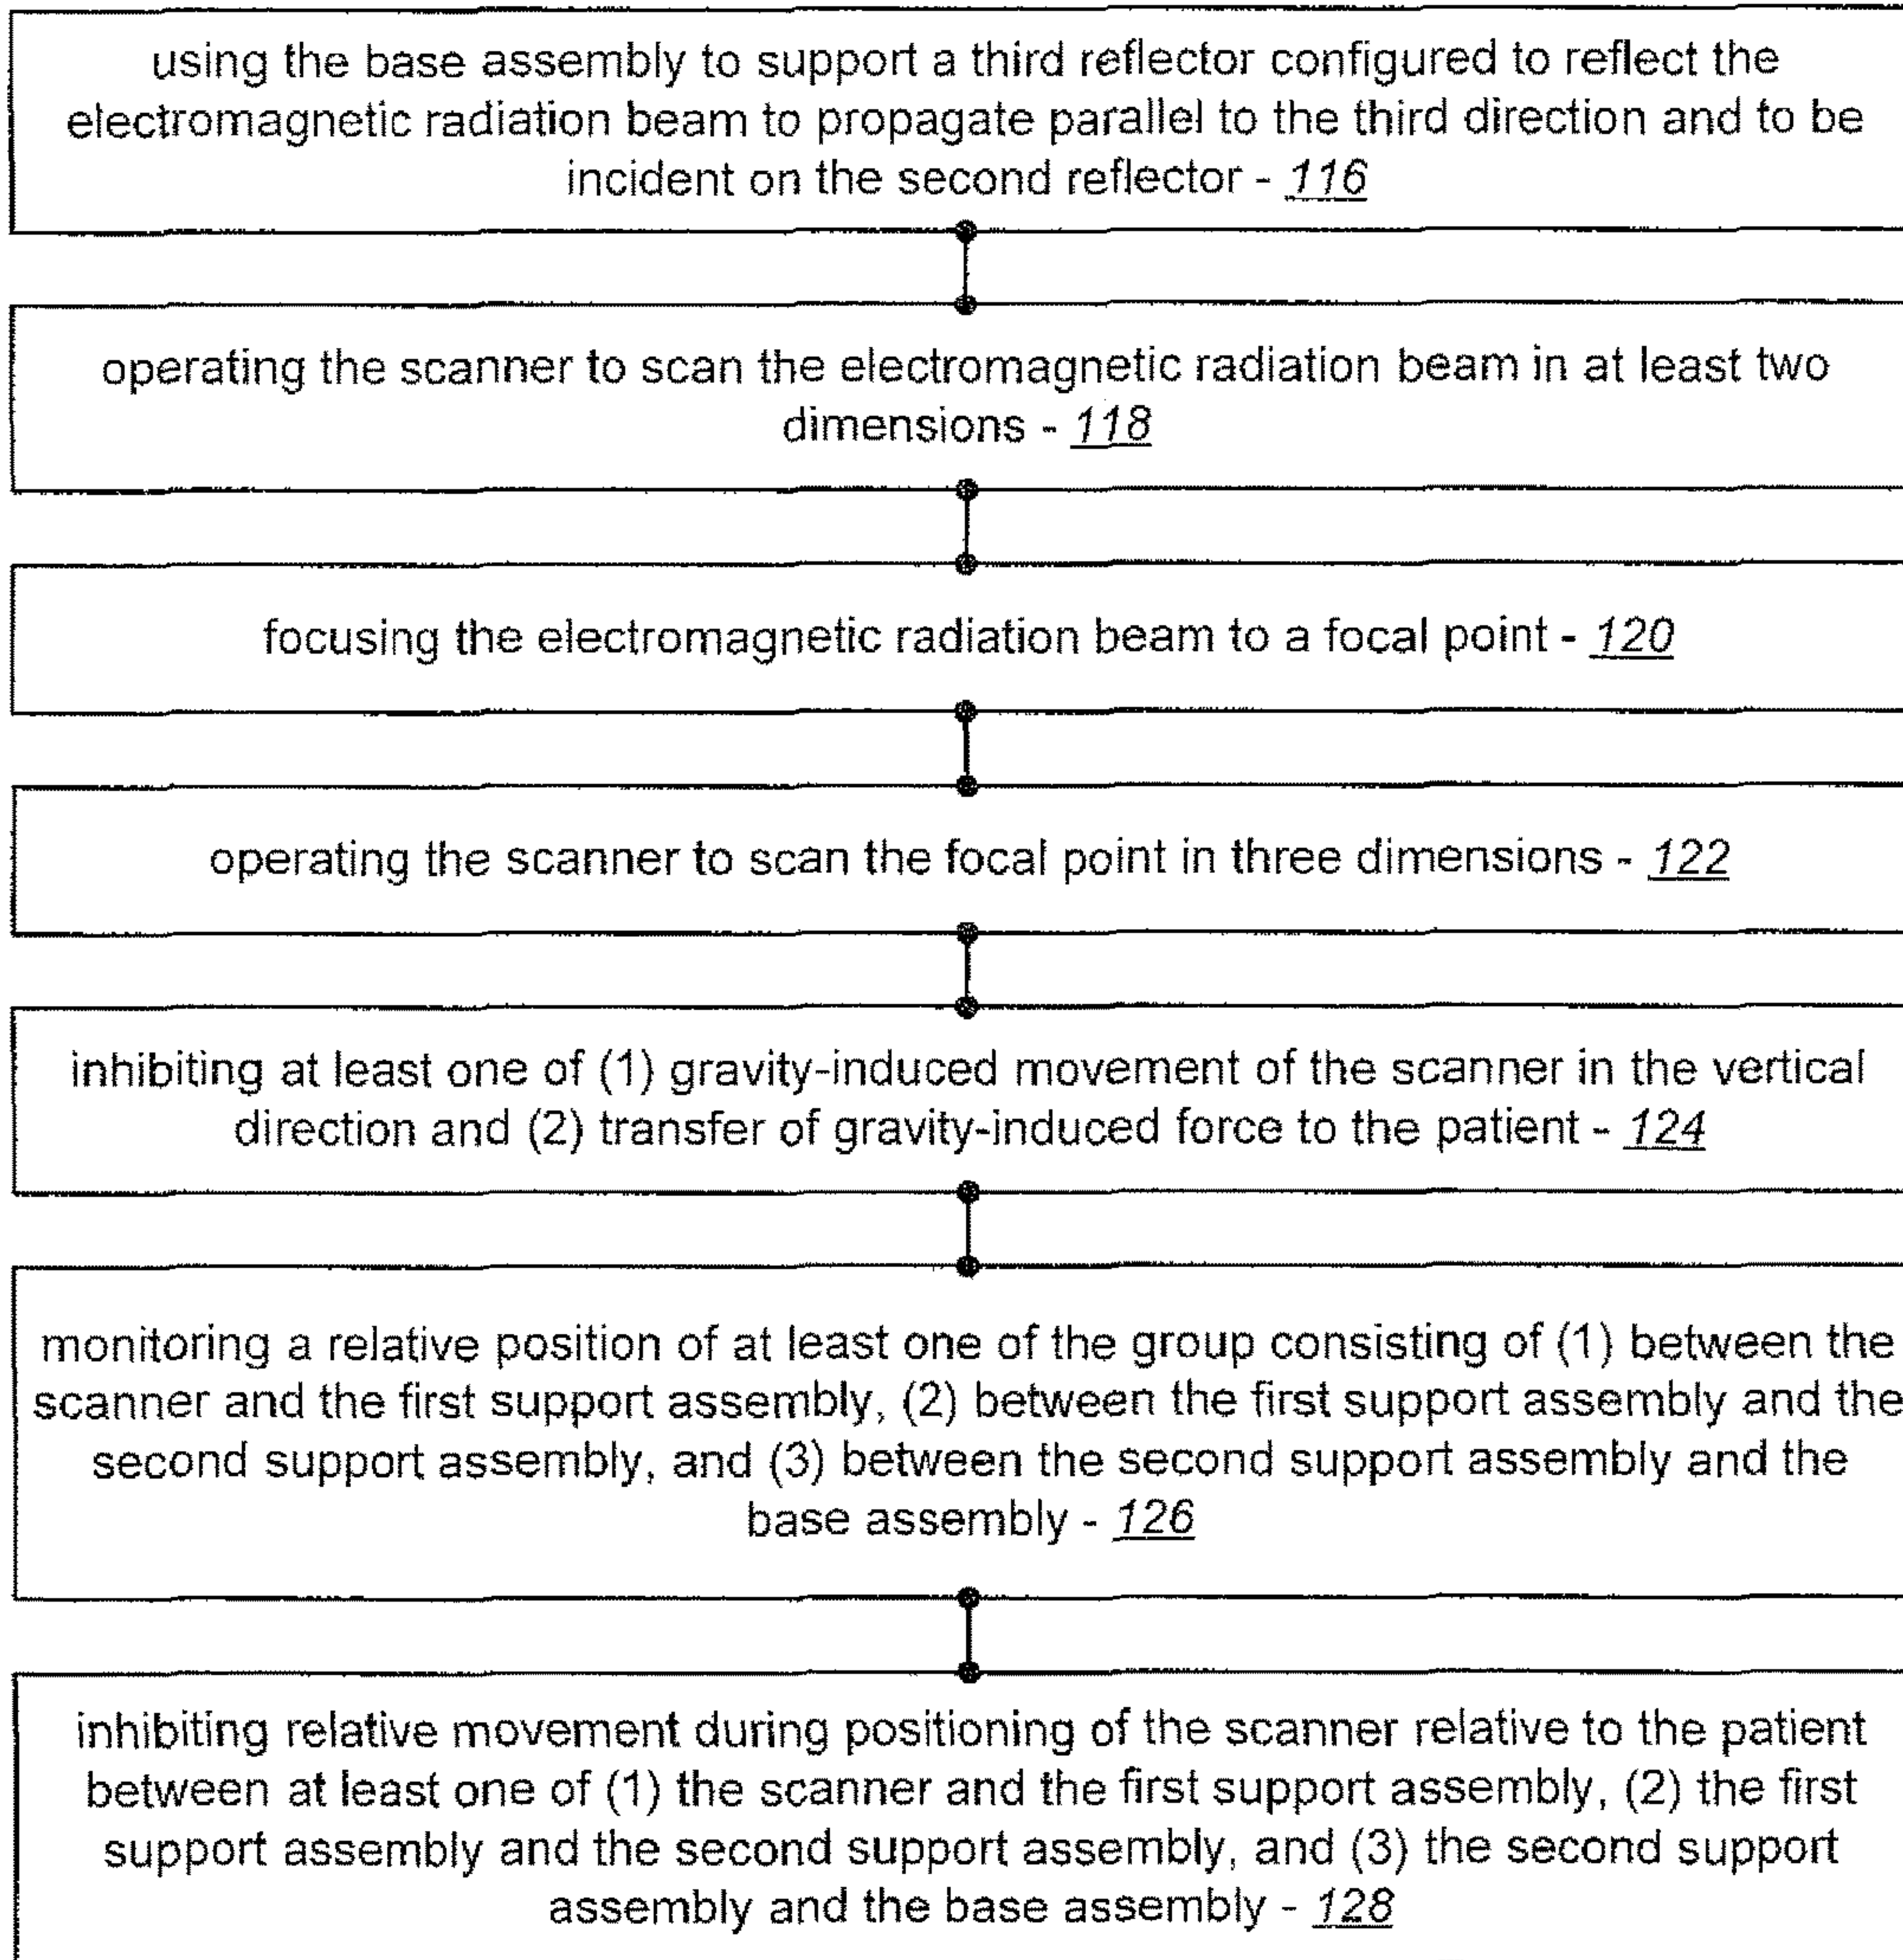 using the base assembly to support a third reflector configured to reflect the
electromagnetic radiation beam to propagate parallel to the third direction and to be
incident on the second reflector - 116
operating the scanner to scan the electromagnetic radiation beam in at least two
dimensions - 118
focusing the electromagnetic radiation beam to a focal point - 120
operating the scanner to scan the focal point in three dimensions - 122
inhibiting at least one of (1) gravity-induced movement of the scanner in the vertical
direction and (2) transfer of gravity-induced force to the patient - 124
monitoring a relative position of at least one of the group consisting of (1) between the
scanner and the first support assembly, (2) between the first support assembly and the
second support assembly, and (3) between the second support assembly and the
base assembly - 126
inhibiting relative movement during positioning of the scanner relative to the patient
between at least one of (1) the scanner and the first support assembly, (2) the first
support assembly and the second support assembly, and (3) the second support
assembly and the base assembly - 128